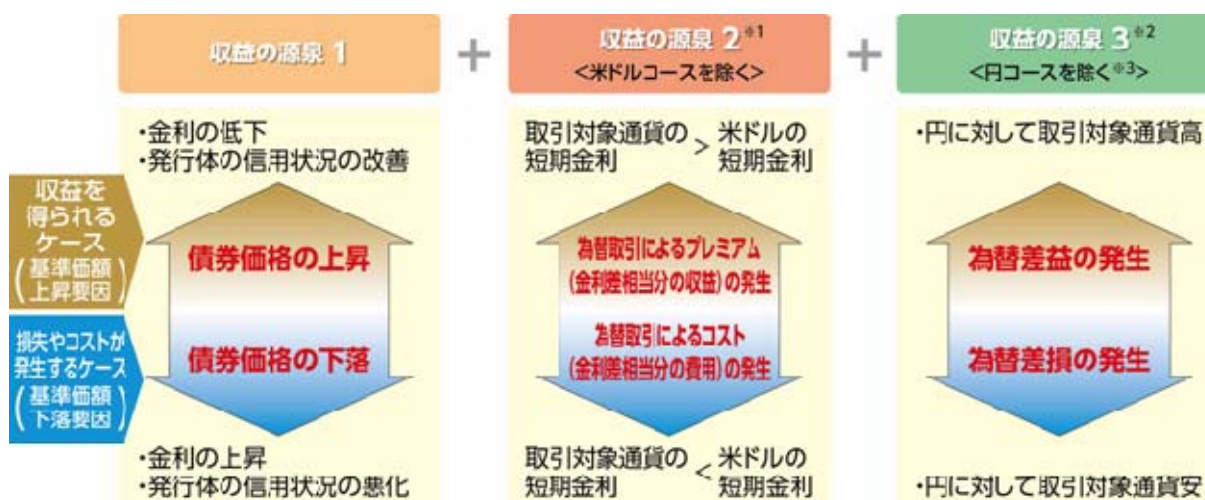 収益の源泉 1
+
収益の源泉 2※1
<米ドルコースを除く>
+
収益の源泉 3※2
<円コースを除く※3>
・金利の低下
・発行体の信用状況の改善
取引対象通貨の短期金利 > 米ドルの短期金利
・円に対して取引対象通貨高
収益を
得られる
ケース
(基準価額
上昇要因)
債券価格の上昇
為替取引によるプレミアム
(金利差相当分の収益)の発生
為替差益の発生
損失やコストが
発生するケース
(基準価額
下落要因)
債券価格の下落
為替取引によるコスト
(金利差相当分の費用)の発生
為替差損の発生
・金利の上昇
・発行体の信用状況の悪化
取引対象通貨の短期金利 < 米ドルの短期金利
・円に対して取引対象通貨安